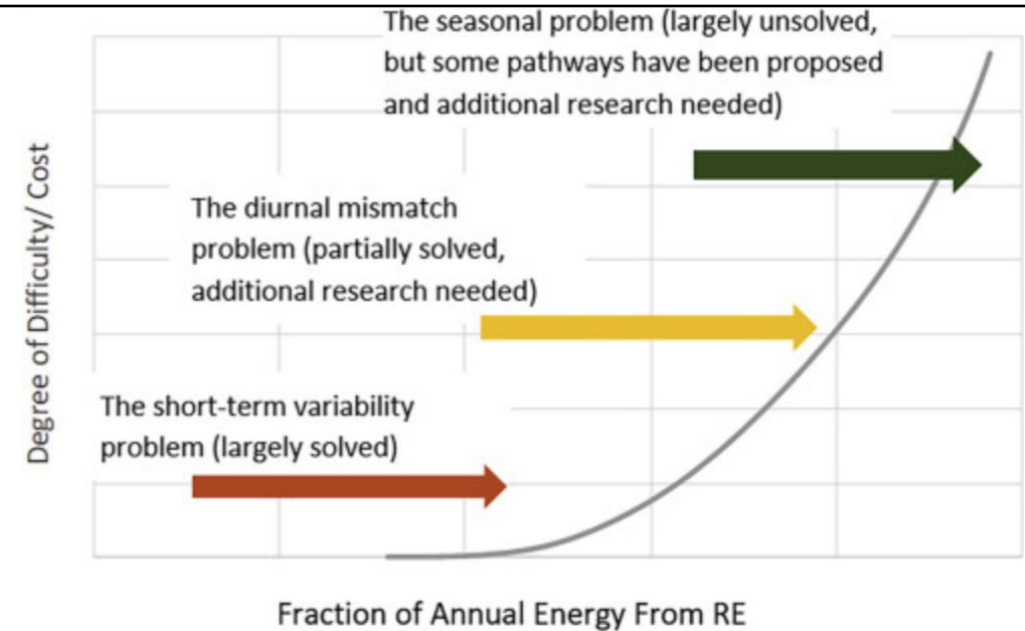 The seasonal problem (largely unsolved,
but some pathways have been proposed
and additional research needed)
The diurnal mismatch
problem (partially solved,
additional research needed)
The short-term variability
problem (largely solved)
Degree of Difficulty/ Cost
Fraction of Annual Energy From RE